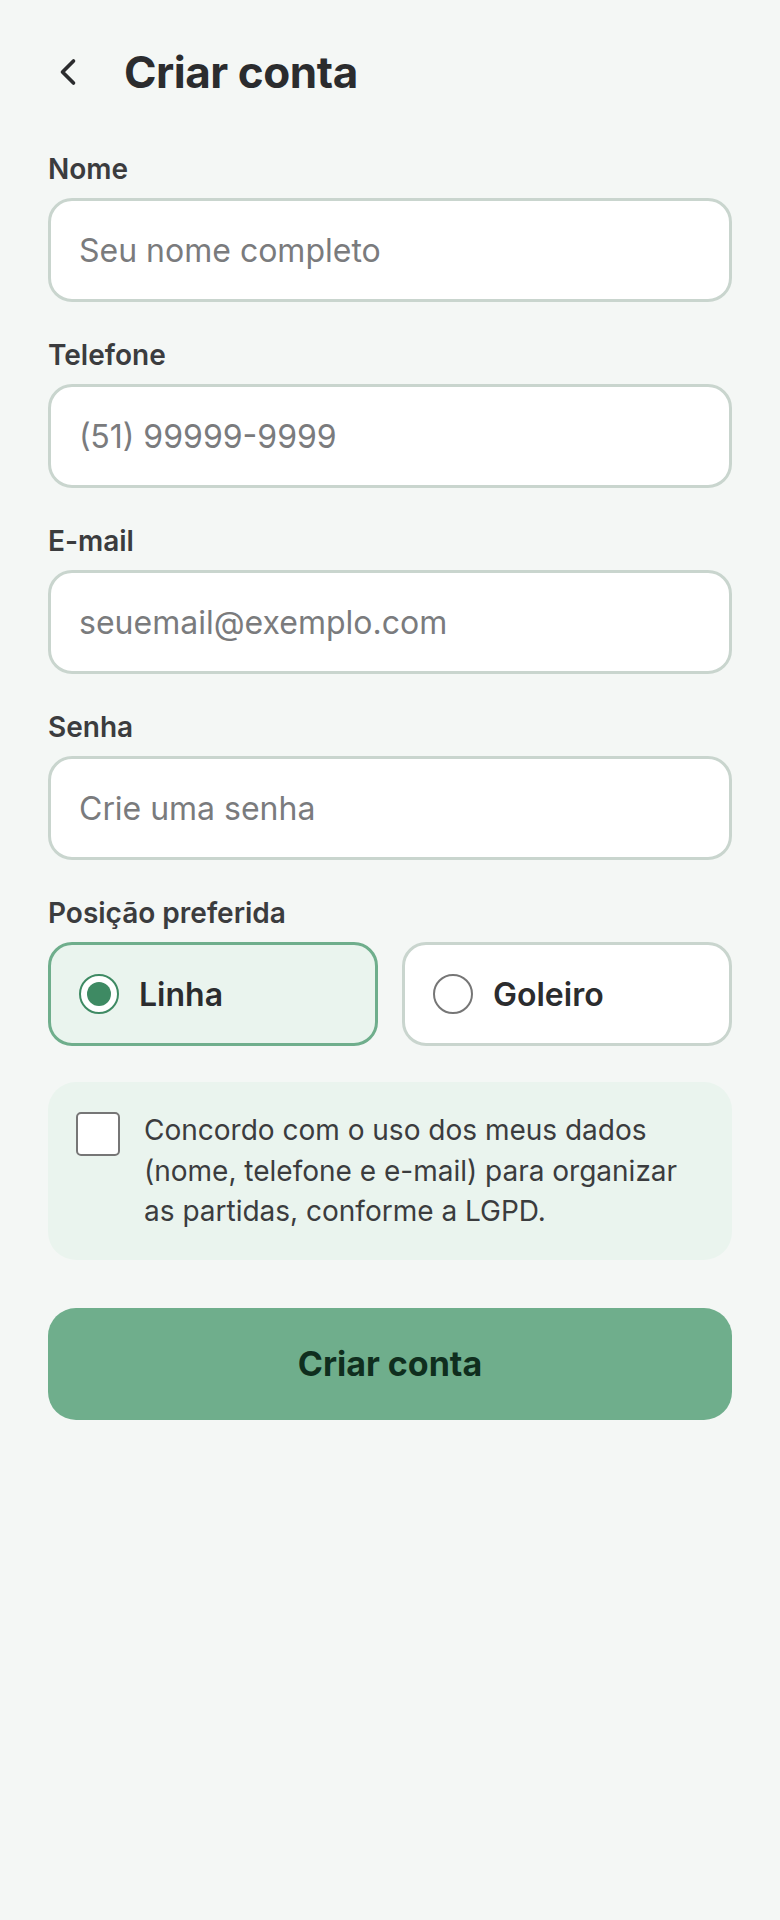 Criar conta
Nome
Seu nome completo
Telefone
(51) 99999-9999
E-mail
seuemail@exemplo.com
Senha
Crie uma senha
Posição preferida
Linha
Goleiro
Concordo com o uso dos meus dados
(nome, telefone e e-mail) para organizar
as partidas, conforme a LGPD.
Criar conta